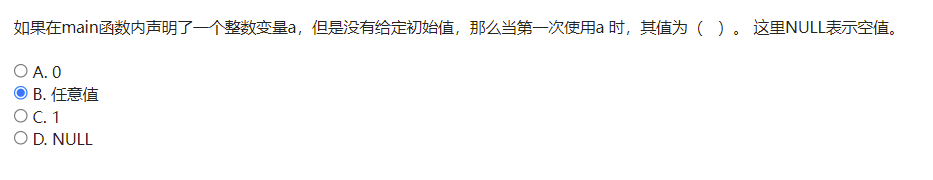 如果在main函数内声明了一个整数变量a，但是没有给定初始值，那么当第一次使用a 时，其值为（ ）。 这里NULL表示空值。
A. 0
B. 任意值
C. 1
D. NULL